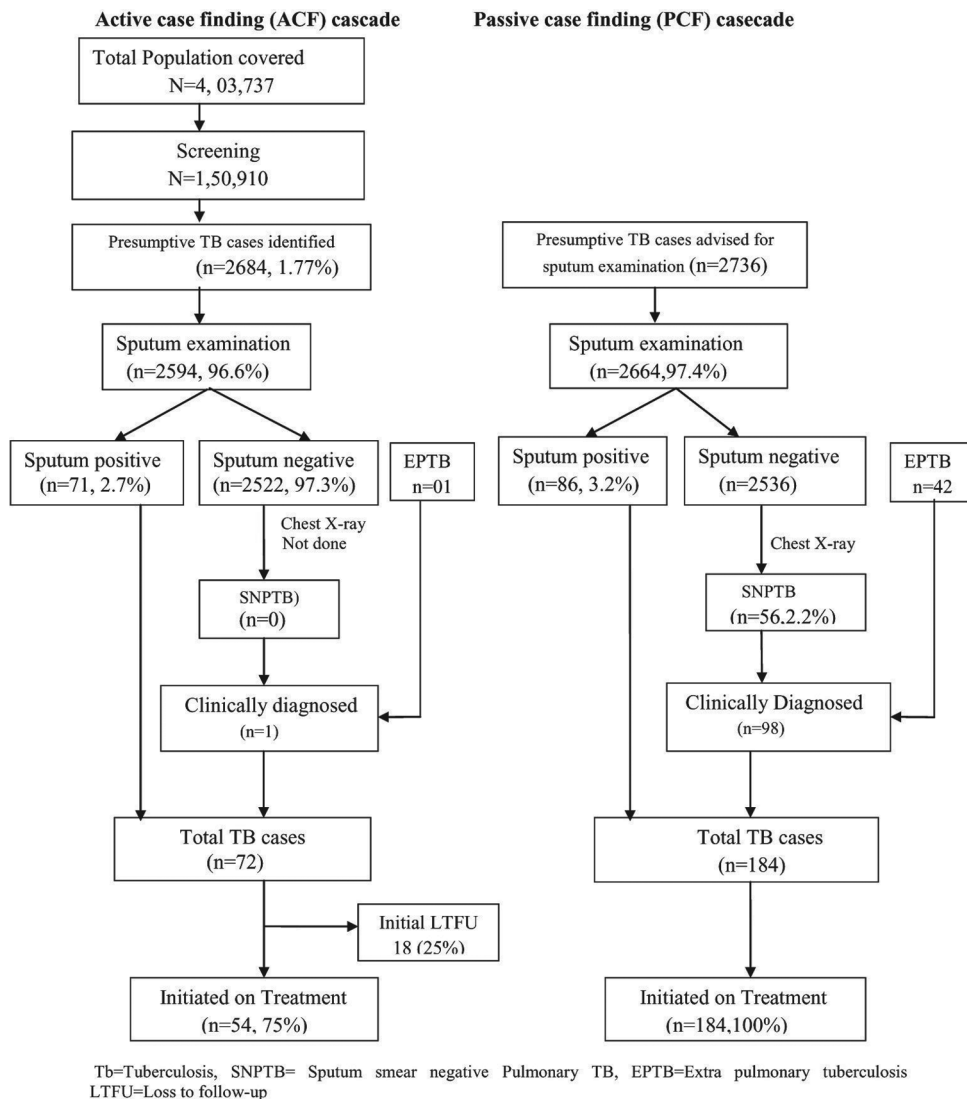 Active case finding (ACF) cascade
Total Population covered
N=4, 03,737
Screening
N=1,50,910
Presumptive TB cases identified
(n=2684, 1.77%)
Sputum examination
(n=2594, 96.6%)
Sputum positive
(n=71, 2.7%)
Sputum negative
(n=2522, 97.3%)
EPTB
n=01
Chest X-ray
Not done
SNPTB)
(n=0)
Clinically diagnosed
(n=1)
Total TB cases
(n=72)
Initial LTFU
18 (25%)
Initiated on Treatment
(n=54, 75%)
Passive case finding (PCF) casecade
Presumptive TB cases advised for
sputum examination (n=2736)
Sputum examination
(n=2664,97.4%)
Sputum positive
(n=86, 3.2%)
Sputum negative
(n=2536)
EPTB
n=42
Chest X-ray
SNPTB
(n=56,2.2%)
Clinically Diagnosed
(n=98)
Total TB cases
(n=184)
Initiated on Treatment
(n=184,100%)
Tb=Tuberculosis, SNPTB= Sputum smear negative Pulmonary TB, EPTB=Extra pulmonary tuberculosis
LTFU=Loss to follow-up